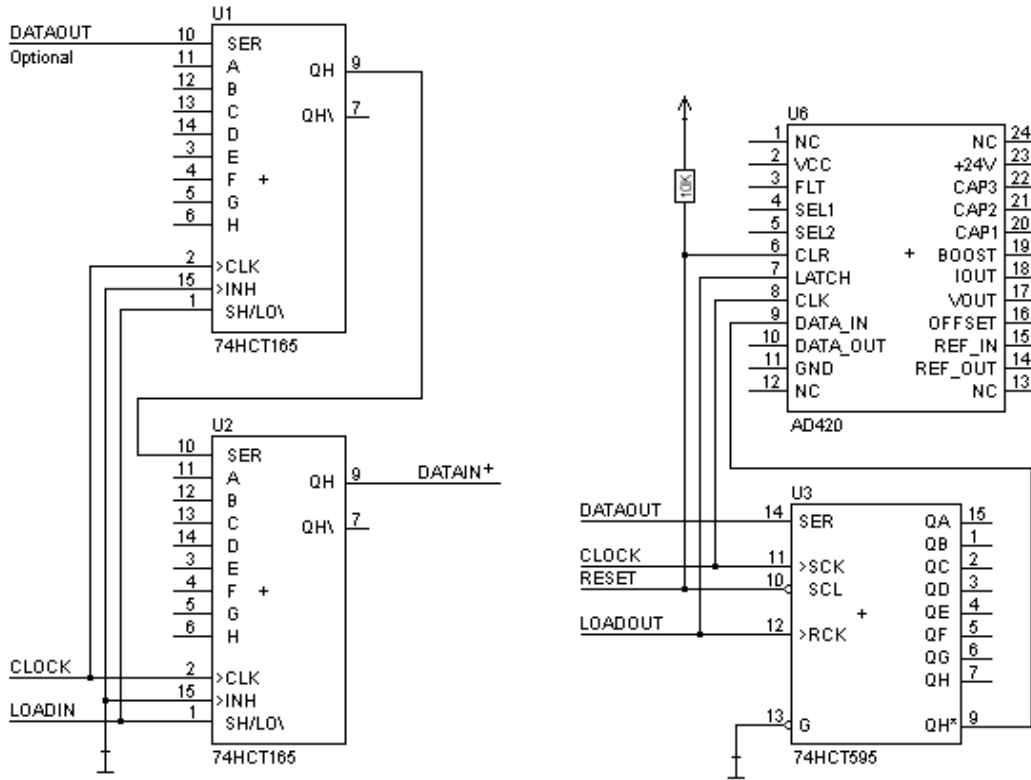 U1
DATAOUT
Optional
10 SER
11 A
12 B
13 C
14 D
3 E
4 F +
5 G
6 H
2 >CLK
15 >INH
1 SH/LO\
QH 9
QH\ 7
74HCT165
U2
10 SER
11 A
12 B
13 C
14 D
3 E
4 F +
5 G
6 H
CLOCK 2 >CLK
15 >INH
LOADIN 1 SH/LO\
QH 9 DATAIN+
QH\ 7
74HCT165
10K
U6
1 NC
2 VCC
3 FLT
4 SEL1
5 SEL2
6 CLR
7 LATCH
8 CLK
9 DATA_IN
10 DATA_OUT
11 GND
12 NC
+
NC 24
+24V 23
CAP3 22
CAP2 21
CAP1 20
BOOST 19
IOUT 18
VOUT 17
OFFSET 16
REF_IN 15
REF_OUT 14
NC 13
AD420
U3
DATAOUT 14 SER
CLOCK 11 >SCK
RESET 10 SCL
LOADOUT 12 >RCK
13 G
+
QA 15
QB 1
QC 2
QD 3
QE 4
QF 5
QG 6
QH 7
QH* 9
74HCT595